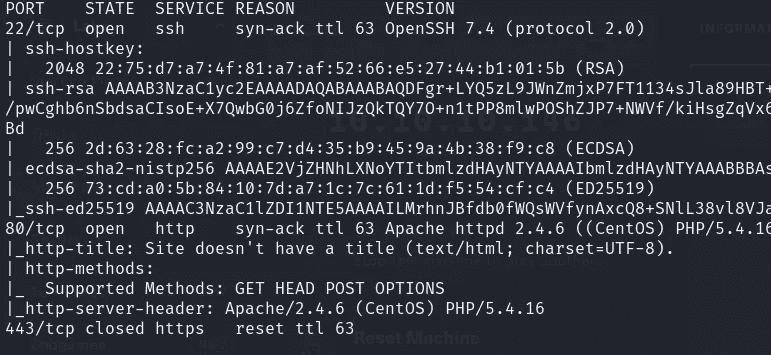 PORT    STATE  SERVICE REASON         VERSION
22/tcp  open   ssh     syn-ack ttl 63 OpenSSH 7.4 (protocol 2.0)
| ssh-hostkey:
|   2048 22:75:d7:a7:4f:81:a7:af:52:66:e5:27:44:b1:01:5b (RSA)
| ssh-rsa AAAAB3NzaC1yc2EAAAADAQABAAABAQDFgr+LYQ5zL9JWnZmjxP7FT1134sJla89HBT+
/pwCghb6nSbdsaCIsoE+X7QwbG0j6ZfoNIJzQkTQY7O+n1tPP8mlwPOShZJP7+NWVf/kiHsgZqVx6
Bd
|   256 2d:63:28:fc:a2:99:c7:d4:35:b9:45:9a:4b:38:f9:c8 (ECDSA)
| ecdsa-sha2-nistp256 AAAAE2VjZHNhLXNoYTItbmlzdHAyNTYAAAAIbmlzdHAyNTYAAABBBAs
|   256 73:cd:a0:5b:84:10:7d:a7:1c:7c:61:1d:f5:54:cf:c4 (ED25519)
|_ssh-ed25519 AAAAC3NzaC1lZDI1NTE5AAAAILMrhnJBfdb0fWQsWVfynAxcQ8+SNlL38vl8VJa
80/tcp  open   http    syn-ack ttl 63 Apache httpd 2.4.6 ((CentOS) PHP/5.4.16
|_http-title: Site doesn't have a title (text/html; charset=UTF-8).
| http-methods:
|_  Supported Methods: GET HEAD POST OPTIONS
|_http-server-header: Apache/2.4.6 (CentOS) PHP/5.4.16
443/tcp closed https   reset ttl 63
10.10.10.146
Reset Machine